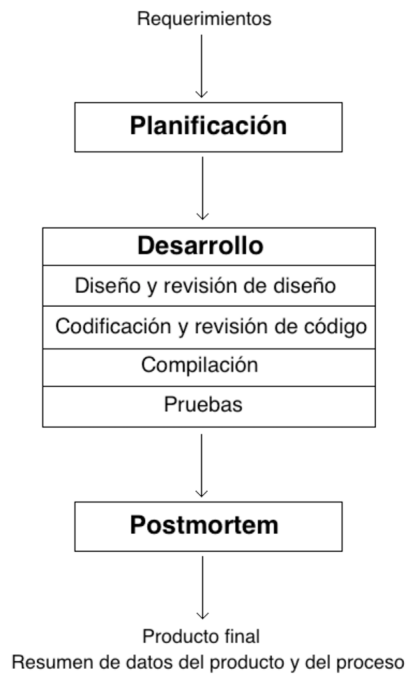 Requerimientos
Planificación
Desarrollo
Diseño y revisión de diseño
Codificación y revisión de código
Compilación
Pruebas
Postmortem
Producto final
Resumen de datos del producto y del proceso